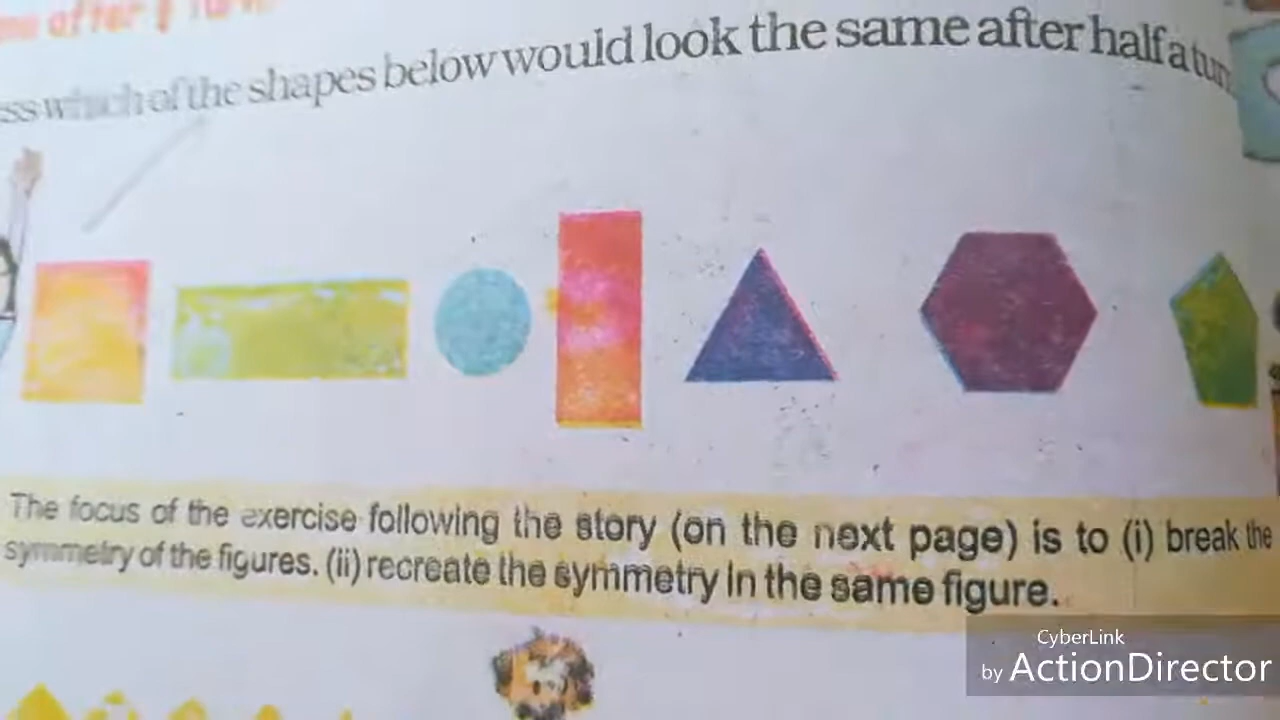 after
which of the shapes below would look the same after half a turn
The focus of the exercise following the story (on the next page) is to (i) break the
symmetry of the figures. (ii) recreate the symmetry in the same figure.
CyberLink
by ActionDirector